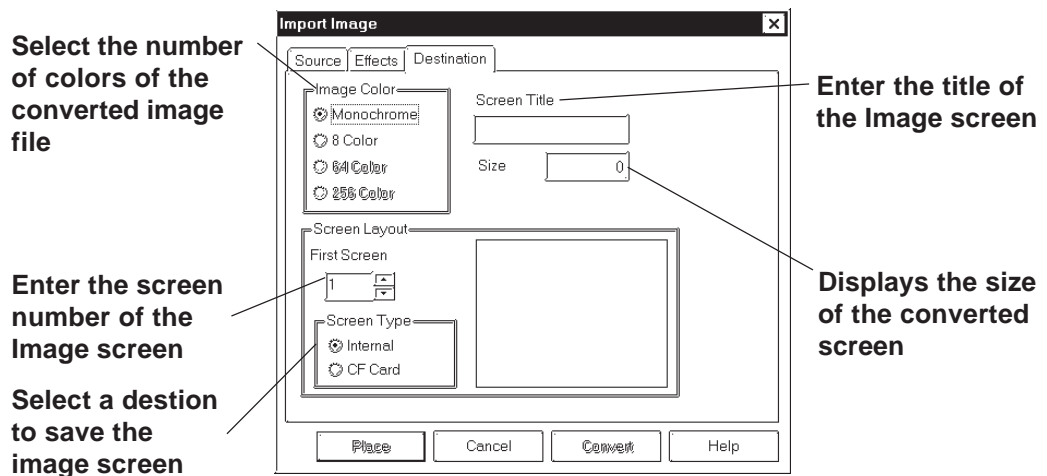 Import Image
Select the number
of colors of the
converted image
file
Source
Effects
Destination
Image Color
Monochrome
8 Color
64 Color
256 Color
Screen Title
Size
0
Enter the title of
the Image screen
Screen Layout
First Screen
1
Enter the screen
number of the
Image screen
Screen Type
Internal
CF Card
Displays the size
of the converted
screen
Select a destion
to save the
image screen
Place
Cancel
Convert
Help